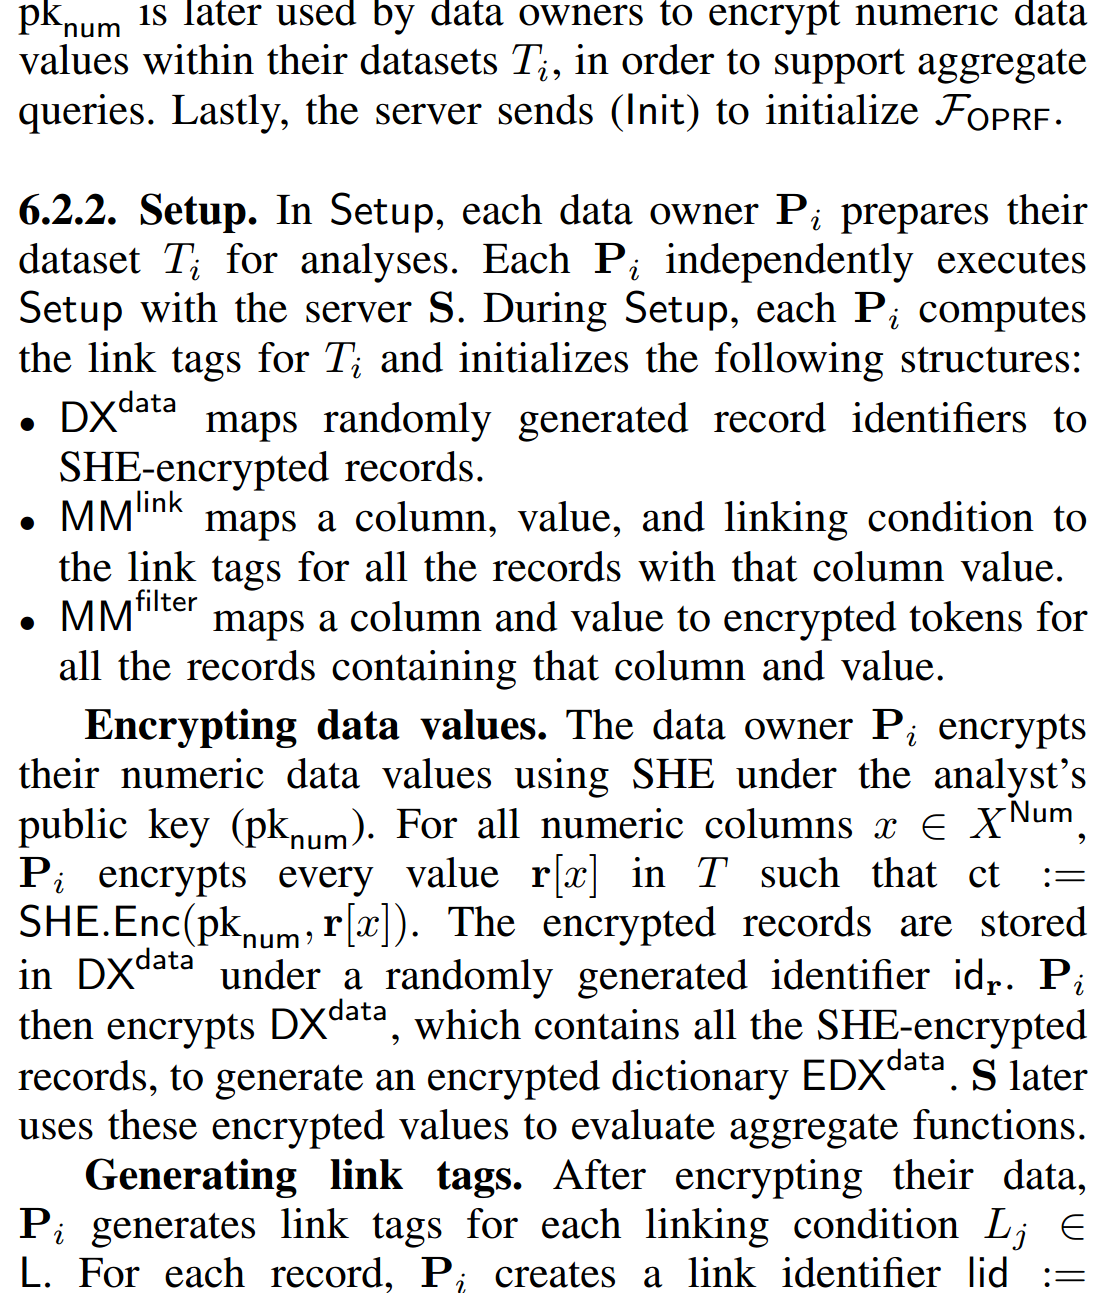 pk_num is later used by data owners to encrypt numeric data
values within their datasets T_i, in order to support aggregate
queries. Lastly, the server sends (Init) to initialize ℱ_OPRF.
6.2.2. Setup. In Setup, each data owner P_i prepares their
dataset T_i for analyses. Each P_i independently executes
Setup with the server S. During Setup, each P_i computes
the link tags for T_i and initializes the following structures:
• DX^data maps randomly generated record identifiers to
SHE-encrypted records.
• MM^link maps a column, value, and linking condition to
the link tags for all the records with that column value.
• MM^filter maps a column and value to encrypted tokens for
all the records containing that column and value.
Encrypting data values. The data owner P_i encrypts
their numeric data values using SHE under the analyst's
public key (pk_num). For all numeric columns x ∈ X^Num,
P_i encrypts every value r[x] in T such that ct :=
SHE.Enc(pk_num, r[x]). The encrypted records are stored
in DX^data under a randomly generated identifier id_r. P_i
then encrypts DX^data, which contains all the SHE-encrypted
records, to generate an encrypted dictionary EDX^data. S later
uses these encrypted values to evaluate aggregate functions.
Generating link tags. After encrypting their data,
P_i generates link tags for each linking condition L_j ∈
L. For each record, P_i creates a link identifier lid :=